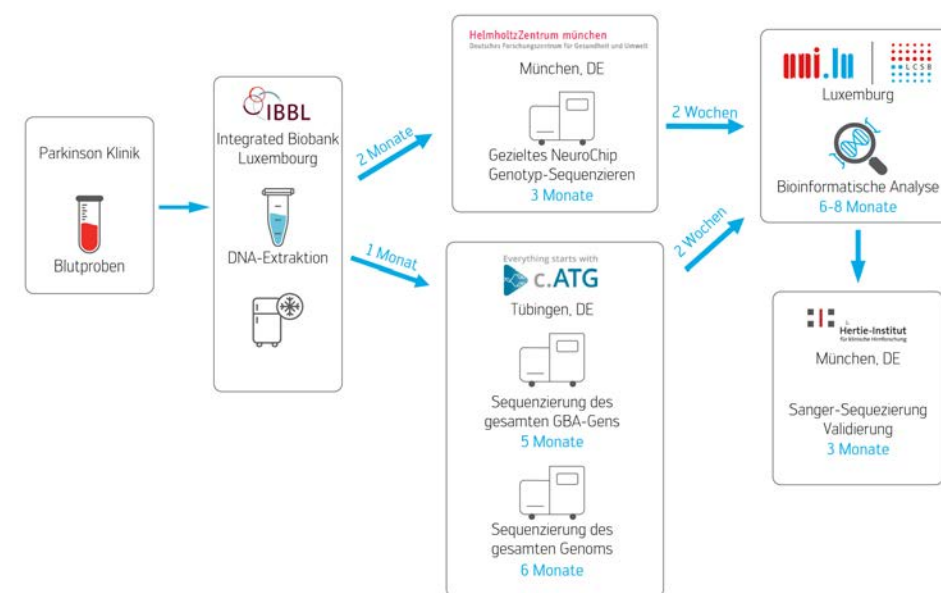 Parkinson Klinik
Blutproben
IBBL
Integrated Biobank
Luxembourg
DNA-Extraktion
2 Monate
1 Monat
HelmholtzZentrum münchen
Deutsches Forschungszentrum für Gesundheit und Umwelt
München, DE
Gezieltes NeuroChip
Genotyp-Sequenzieren
3 Monate
Everything starts with
c.ATG
Tübingen, DE
Sequenzierung des
gesamten GBA-Gens
5 Monate
Sequenzierung des
gesamten Genoms
6 Monate
2 Wochen
2 Wochen
uni.lu
LCSB
Luxemburg
Bioinformatische Analyse
6-8 Monate
Hertie-Institut
für klinische Hirnforschung
München, DE
Sanger-Sequezierung
Validierung
3 Monate